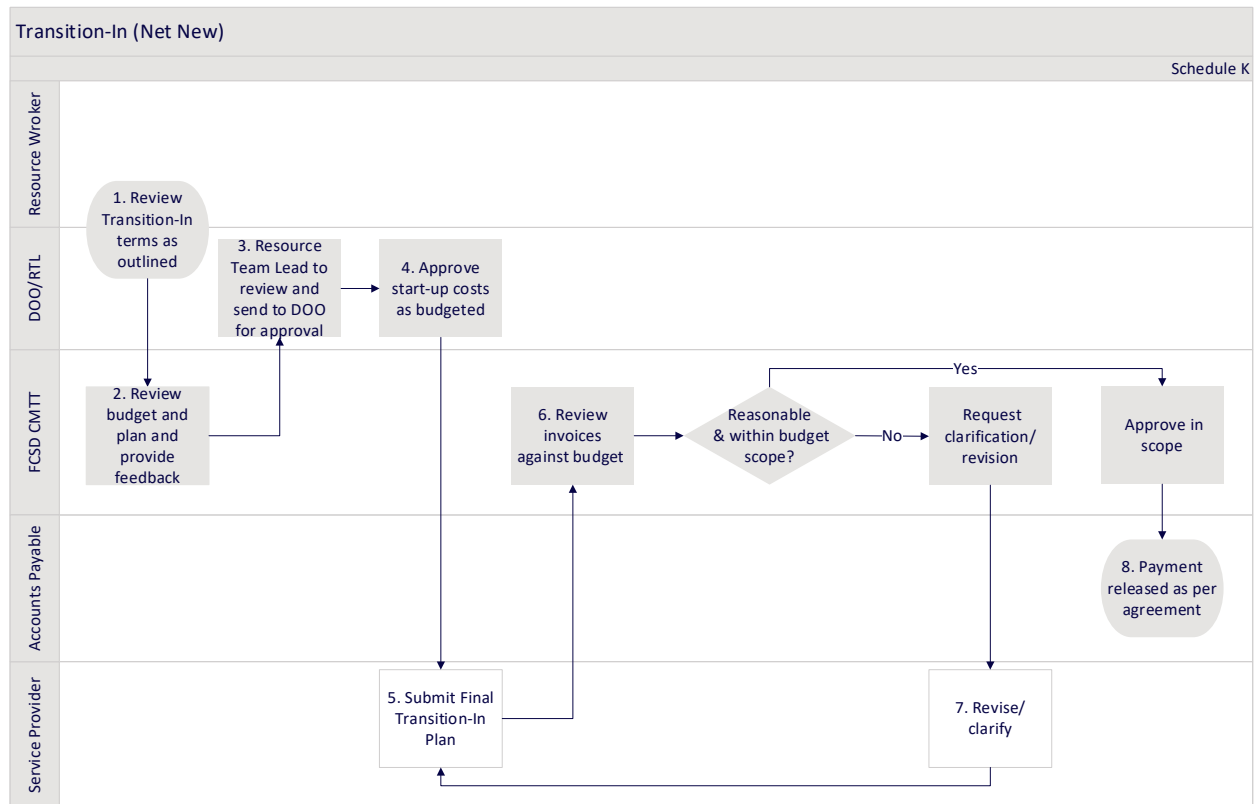 Transition-In (Net New)
Schedule K
Resource Wroker
1. Review
Transition-In
terms as
outlined
DOO/RTL
3. Resource
Team Lead to
review and
send to DOO
for approval
4. Approve
start-up costs
as budgeted
FCSD CMTT
2. Review
budget and
plan and
provide
feedback
6. Review
invoices
against budget
Reasonable
& within budget
scope?
Yes
No
Request
clarification/
revision
Approve in
scope
Accounts Payable
8. Payment
released as per
agreement
Service Provider
5. Submit Final
Transition-In
Plan
7. Revise/
clarify